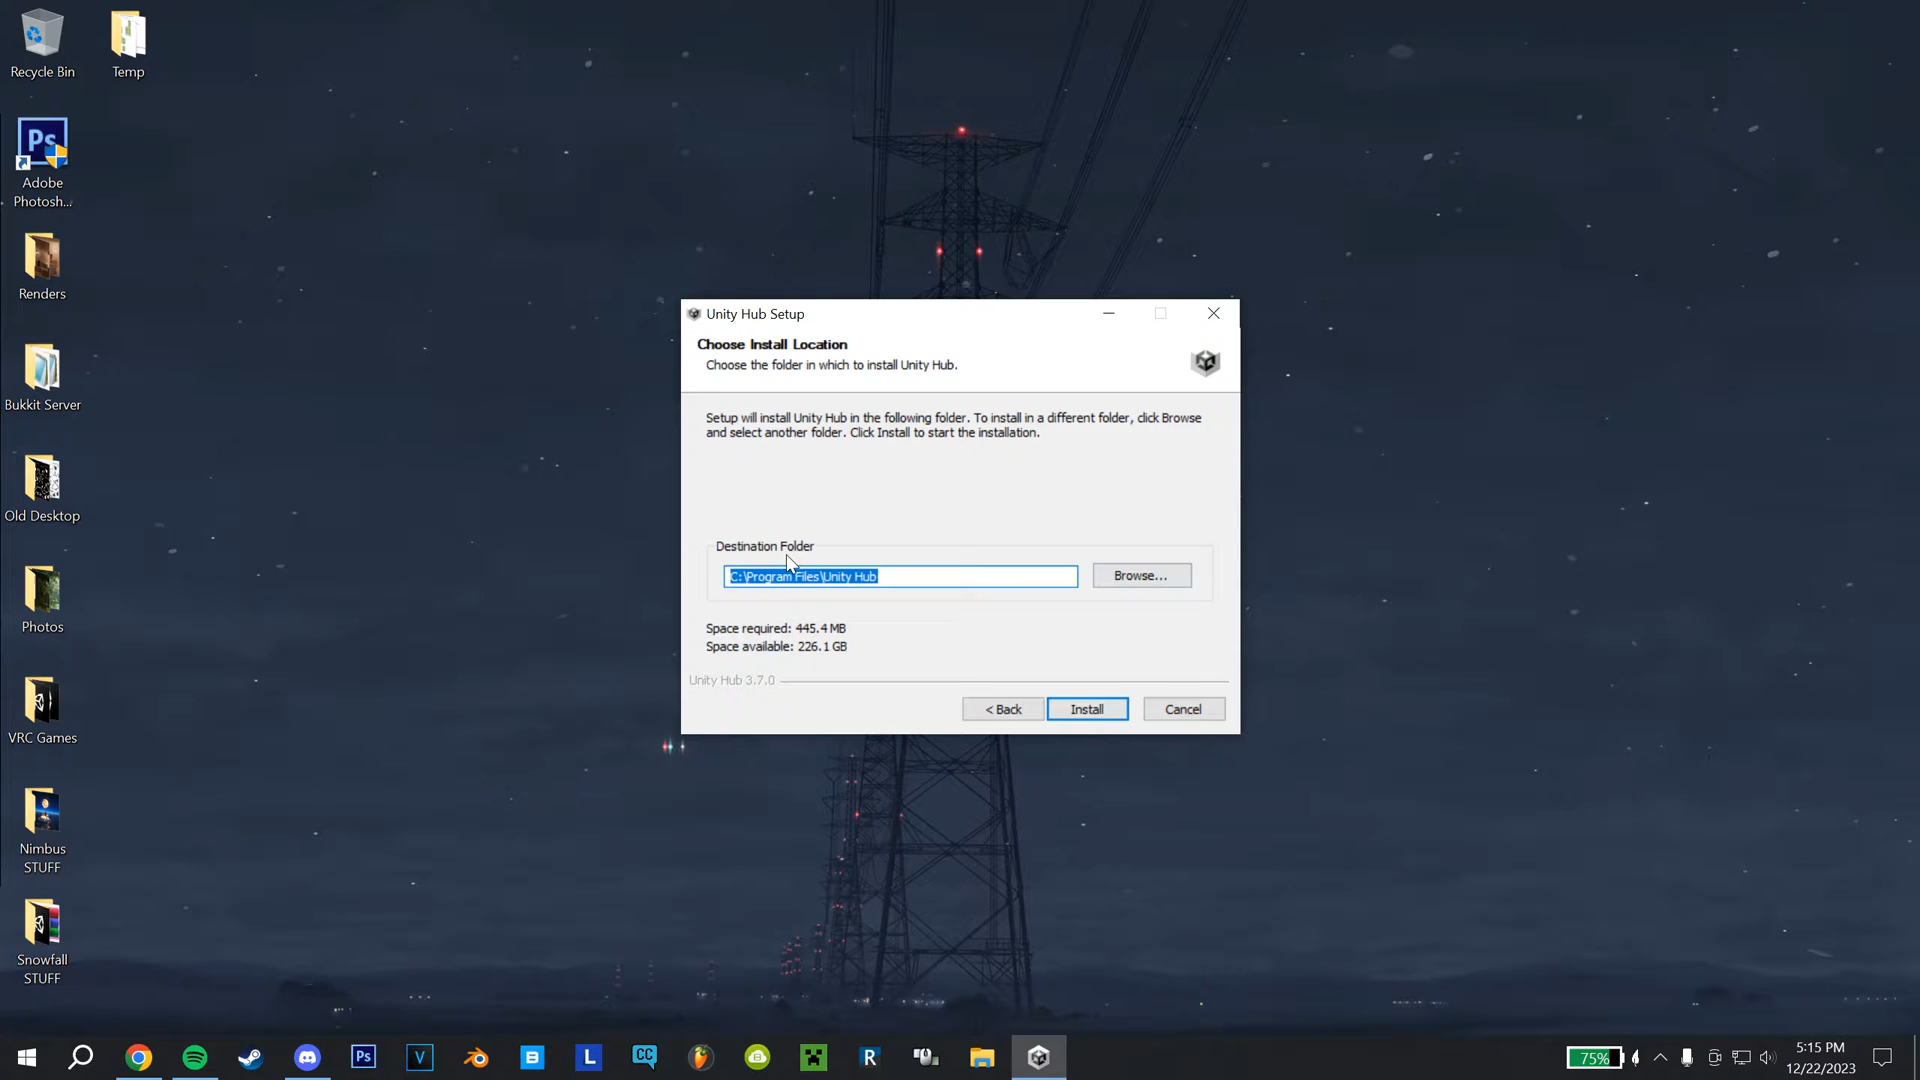 Recycle Bin
Temp
Ps
Adobe
Photosh...
Renders
Bukkit Server
Old Desktop
Photos
VRC Games
Nimbus
STUFF
Snowfall
STUFF
Unity Hub Setup
Choose Install Location
Choose the folder in which to install Unity Hub.
Setup will install Unity Hub in the following folder. To install in a different folder, click Browse
and select another folder. Click Install to start the installation.
Destination Folder
C:\Program Files\Unity Hub
Browse...
Space required: 445.4 MB
Space available: 226.1 GB
Unity Hub 3.7.0
< Back
Install
Cancel
Ps
V
B
L
CC
R
75%
5:15 PM
12/22/2023